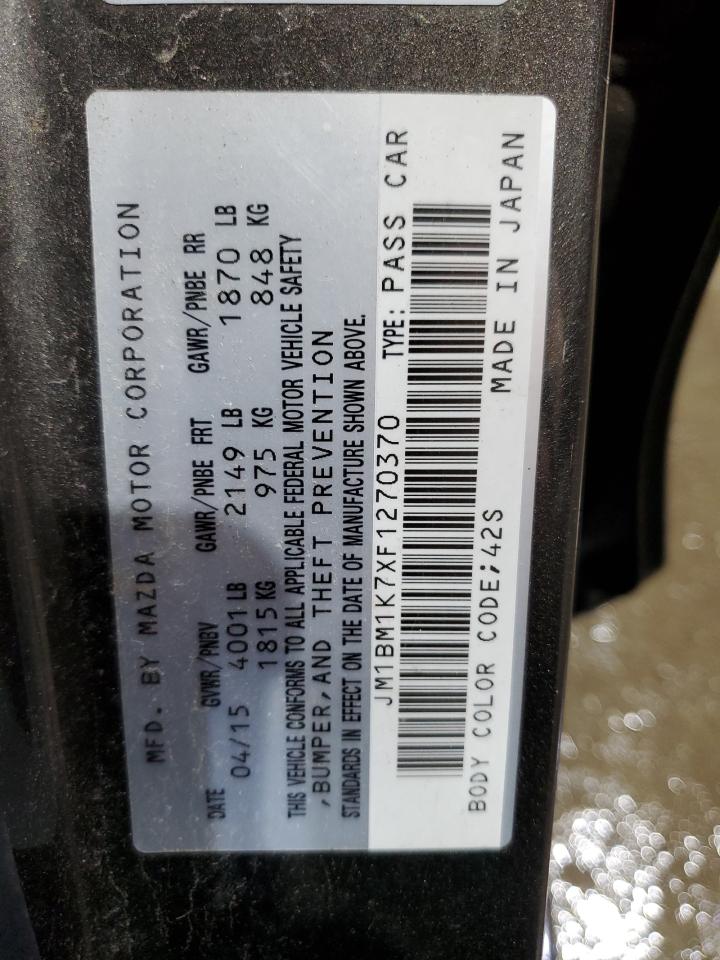 MFD. BY MAZDA MOTOR CORPORATION
DATE GVWR/PNBV GAWR/PNBE FRT GAWR/PNBE RR
04/15 4001 LB 2149 LB 1870 LB
1815 KG 975 KG 848 KG
THIS VEHICLE CONFORMS TO ALL APPLICABLE FEDERAL MOTOR VEHICLE SAFETY
,BUMPER,AND THEFT PREVENTION
STANDARDS IN EFFECT ON THE DATE OF MANUFACTURE SHOWN ABOVE.
JM1BM1K7XF1270370 TYPE: PASS CAR
BODY COLOR CODE;42S MADE IN JAPAN